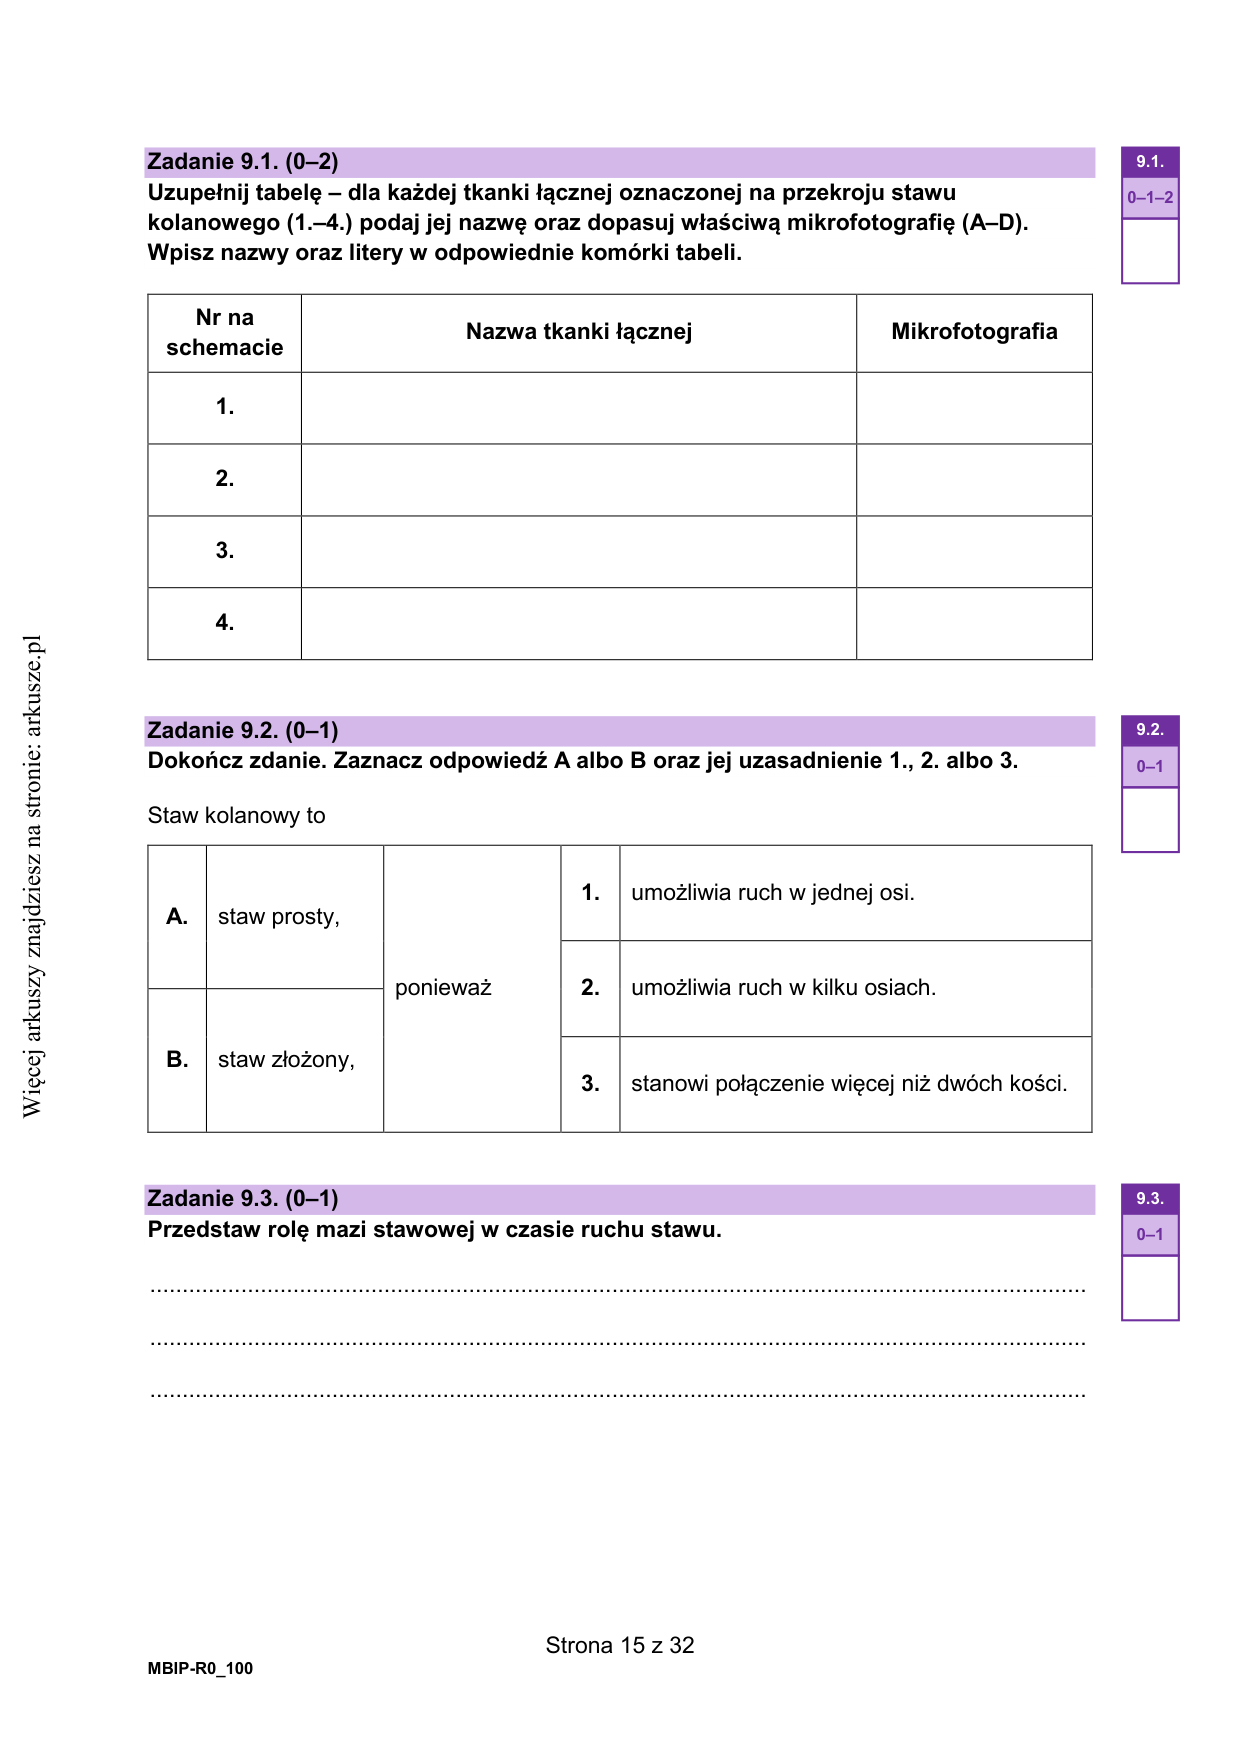 Zadanie 9.1. (0–2)
Uzupełnij tabelę – dla każdej tkanki łącznej oznaczonej na przekroju stawu
kolanowego (1.–4.) podaj jej nazwę oraz dopasuj właściwą mikrofotografię (A–D).
Wpisz nazwy oraz litery w odpowiednie komórki tabeli.
9.1.
0–1–2
Nr na
schemacie
Nazwa tkanki łącznej
Mikrofotografia
1.
2.
3.
4.
Zadanie 9.2. (0–1)
Dokończ zdanie. Zaznacz odpowiedź A albo B oraz jej uzasadnienie 1., 2. albo 3.
9.2.
0–1
Staw kolanowy to
A.
staw prosty,
B.
staw złożony,
ponieważ
1.
umożliwia ruch w jednej osi.
2.
umożliwia ruch w kilku osiach.
3.
stanowi połączenie więcej niż dwóch kości.
Zadanie 9.3. (0–1)
Przedstaw rolę mazi stawowej w czasie ruchu stawu.
9.3.
0–1
Więcej arkuszy znajdziesz na stronie: arkusze.pl
Strona 15 z 32
MBIP-R0_100